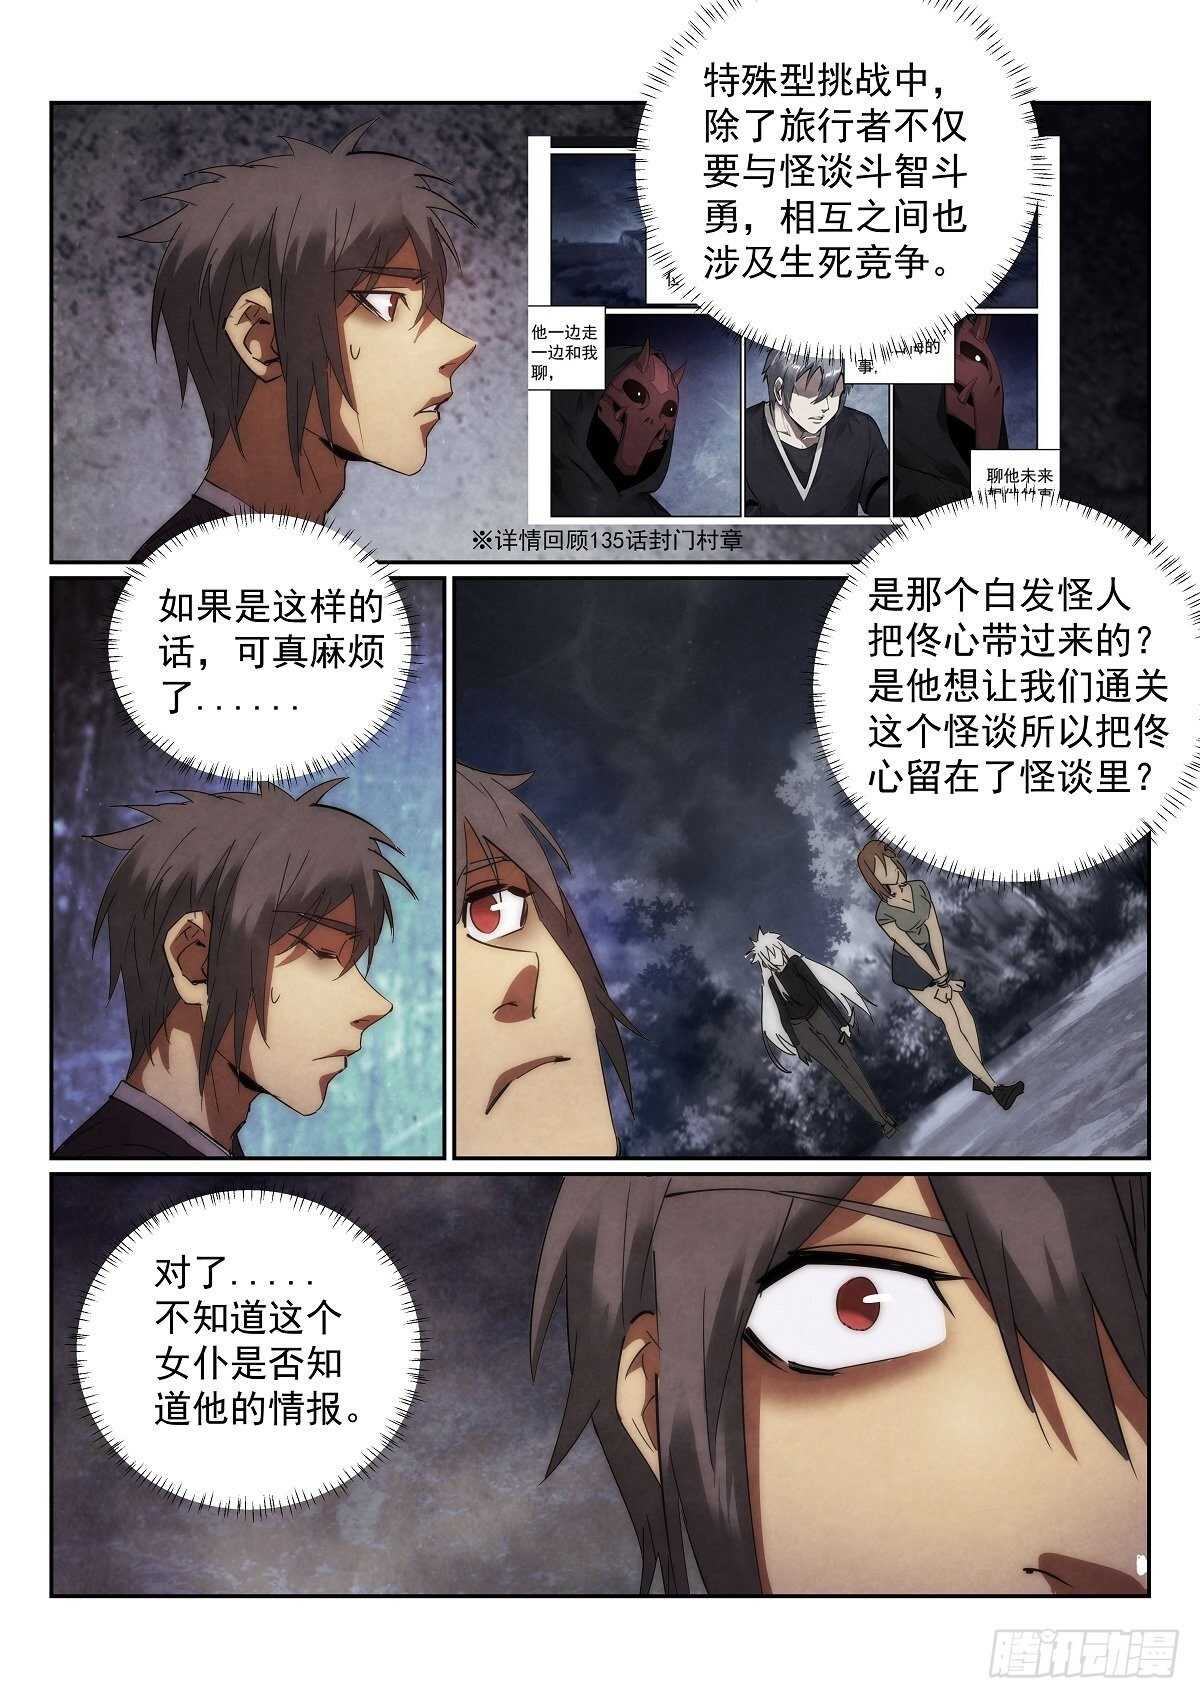 特殊型挑战中，
除了旅行者不仅
要与怪谈斗智斗
勇，相互之间也
涉及生死竞争。
他一边走
一边和我
聊，
的
事.
聊他未来
※详情回顾135话封门村章
如果是这样的
话，可真麻烦
了......
是那个白发怪人
把佟心带过来的？
是他想让我们通关
这个怪谈所以把佟
心留在了怪谈里？
对了.....
不知道这个
女仆是否知
道他的情报。
腾讯动漫